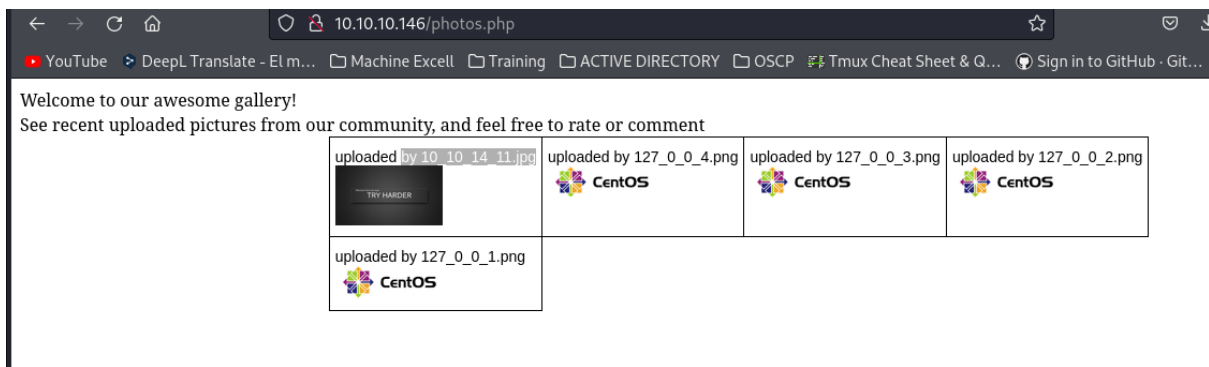 10.10.10.146/photos.php
YouTube DeepL Translate - El m... Machine Excell Training ACTIVE DIRECTORY OSCP Tmux Cheat Sheet & Q... Sign in to GitHub · Git...
Welcome to our awesome gallery!
See recent uploaded pictures from our community, and feel free to rate or comment
uploaded by 10_10_14_11.jpg uploaded by 127_0_0_4.png uploaded by 127_0_0_3.png uploaded by 127_0_0_2.png
TRY HARDER CentOS CentOS CentOS
uploaded by 127_0_0_1.png
CentOS